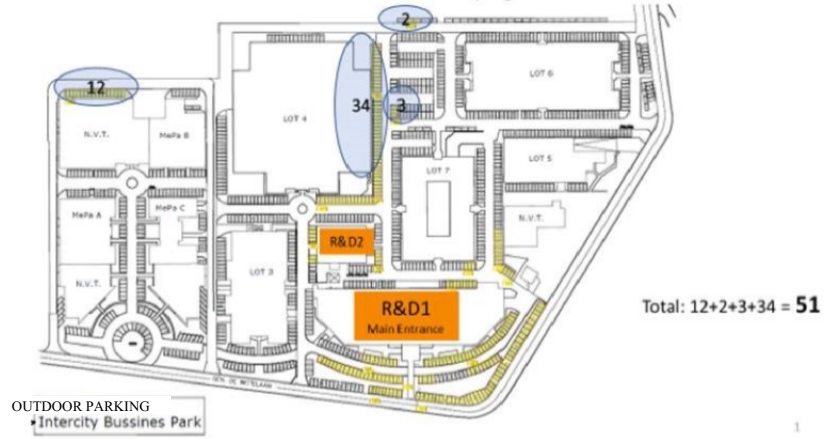 2
12
34
3
LOT 6
LOT 4
N.V.T.
MePa B
LOT 5
LOT 7
MePa A
MePa C
N.V.T.
R&D2
LOT 3
N.V.T.
R&D1
Main Entrance
Total: 12+2+3+34 = 51
OUTDOOR PARKING
Intercity Bussines Park
1